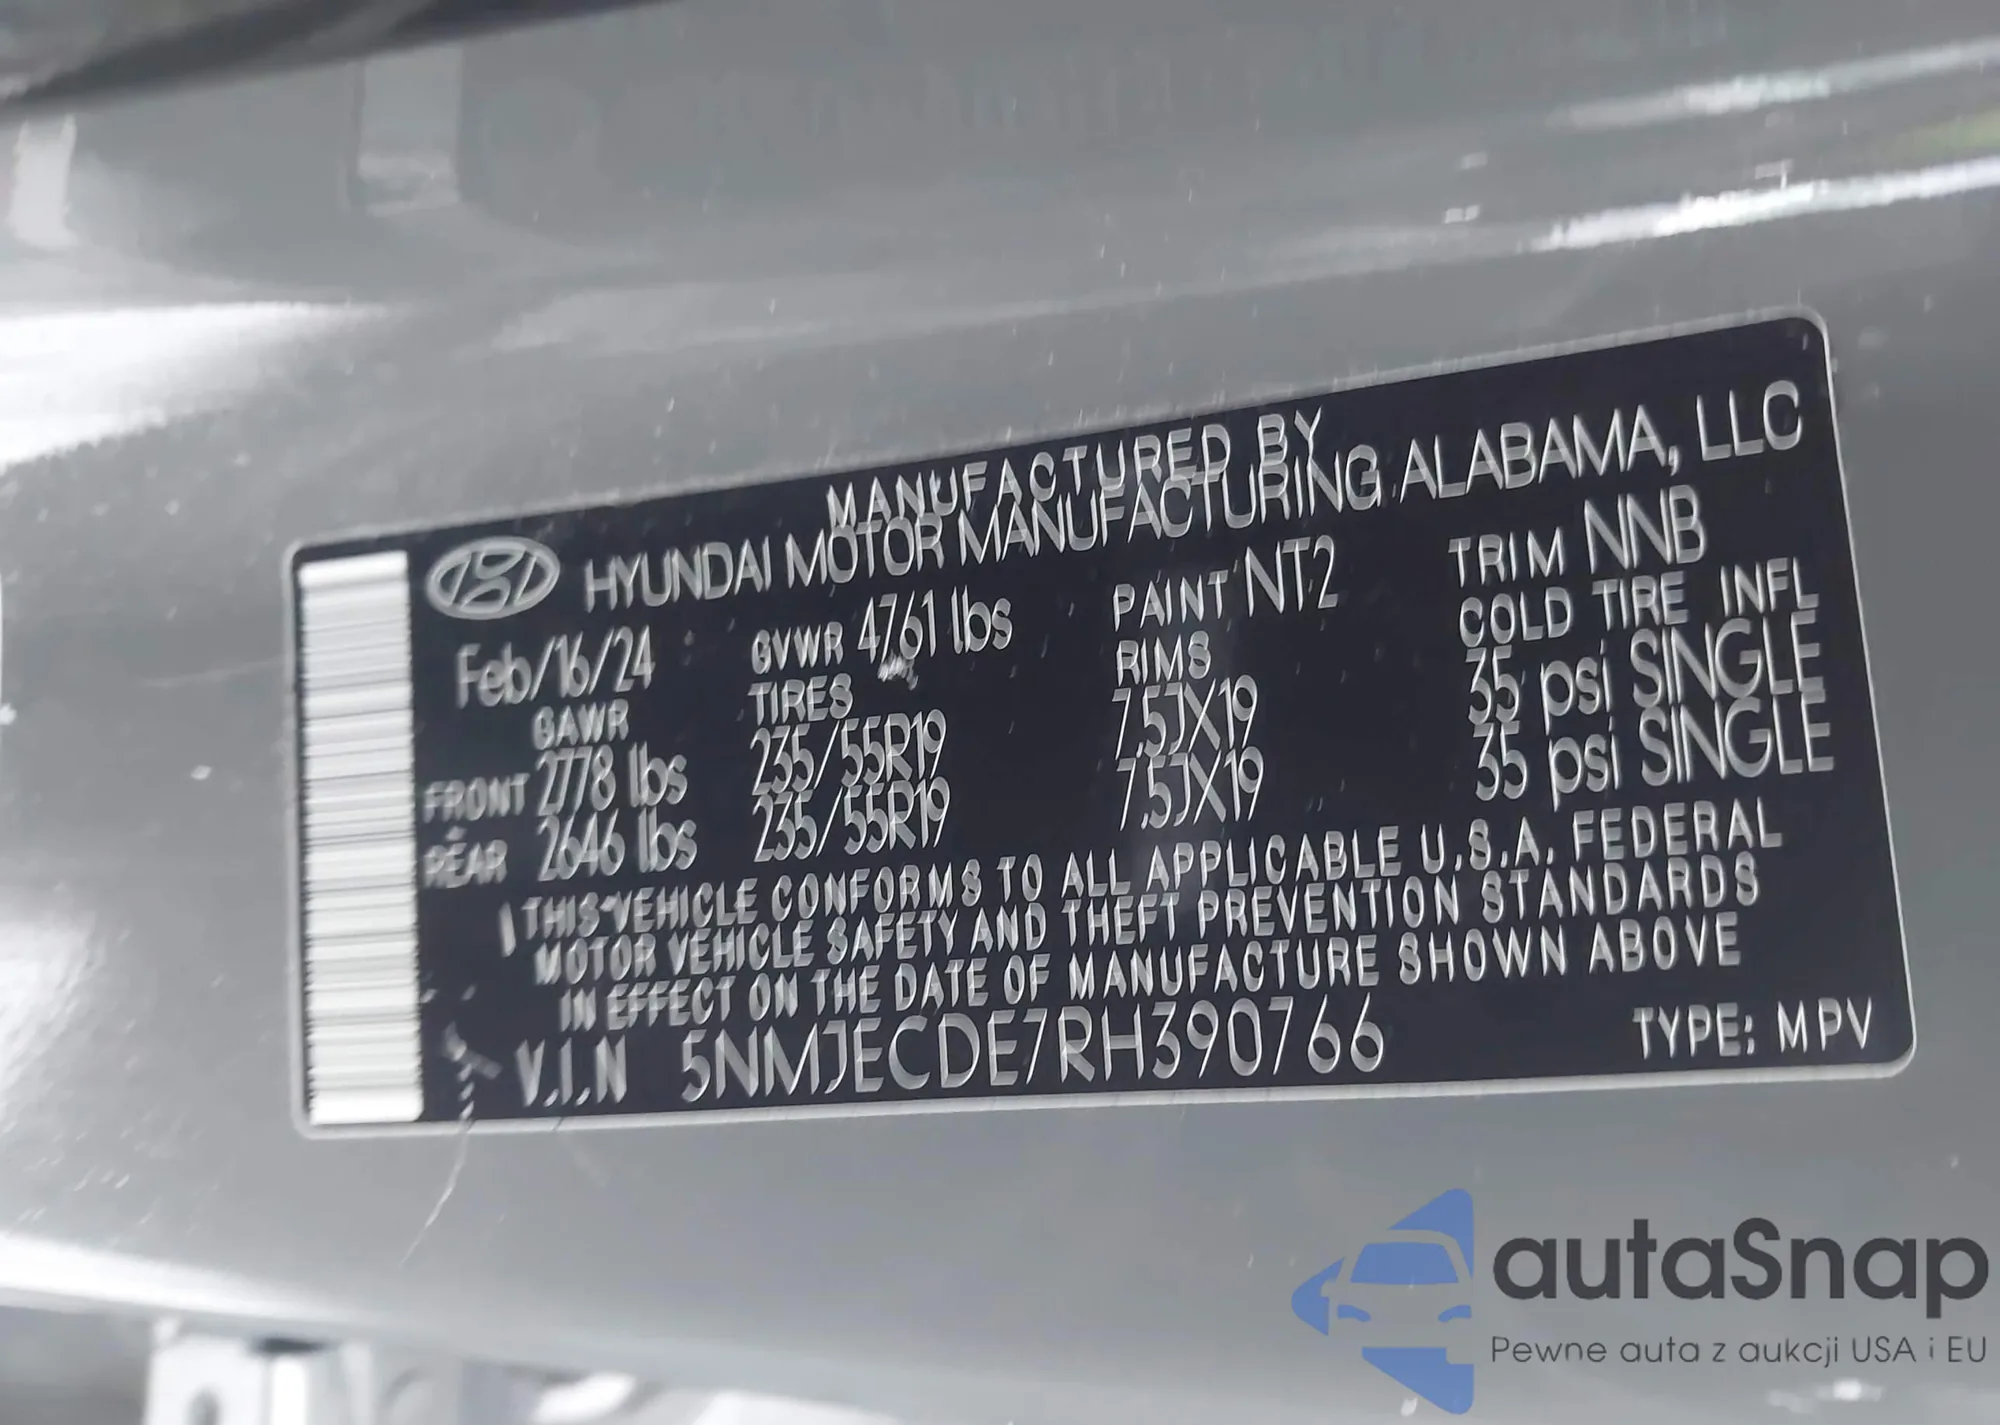 MANUFACTURED BY
HYUNDAI MOTOR MANUFACTURING ALABAMA, LLC
Feb/16/24 GVWR 4761 lbs PAINT NT2 TRIM NNB
GAWR TIRES RIMS COLD TIRE INFL
FRONT 2778 lbs 235/55R19 7.5JX19 35 psi SINGLE
REAR 2646 lbs 235/55R19 7.5JX19 35 psi SINGLE
THIS VEHICLE CONFORMS TO ALL APPLICABLE U.S.A. FEDERAL
MOTOR VEHICLE SAFETY AND THEFT PREVENTION STANDARDS
IN EFFECT ON THE DATE OF MANUFACTURE SHOWN ABOVE
V.I.N 5NMJECDE7RH390766 TYPE: MPV
autaSnap
Pewne auta z aukcji USA i EU